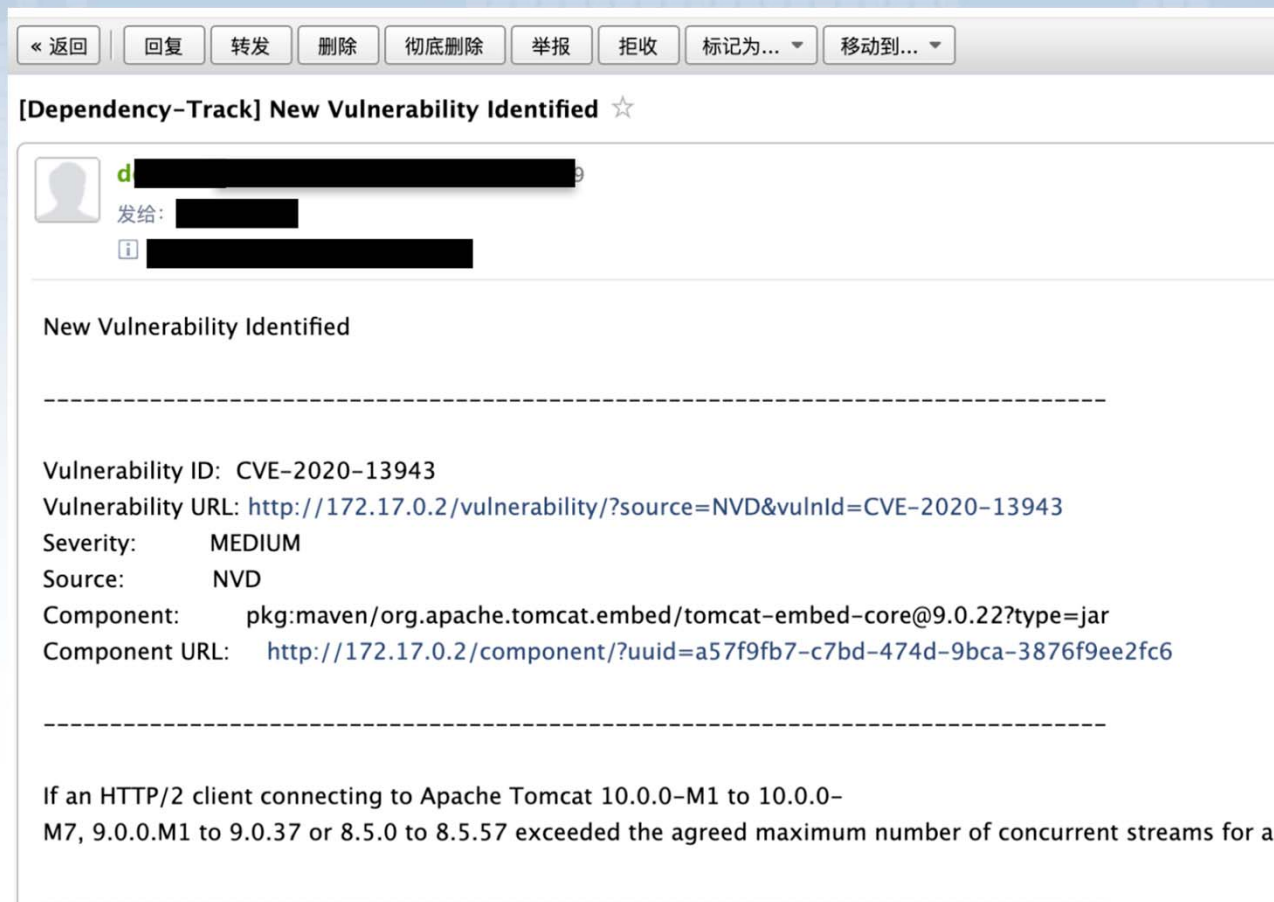 « 返回
回复
转发
删除
彻底删除
举报
拒收
标记为...
移动到...
[Dependency-Track] New Vulnerability Identified ☆
d
9
发给:
New Vulnerability Identified
--------------------------------------------------------------------------------
Vulnerability ID: CVE-2020-13943
Vulnerability URL: http://172.17.0.2/vulnerability/?source=NVD&vulnId=CVE-2020-13943
Severity: MEDIUM
Source: NVD
Component: pkg:maven/org.apache.tomcat.embed/tomcat-embed-core@9.0.22?type=jar
Component URL: http://172.17.0.2/component/?uuid=a57f9fb7-c7bd-474d-9bca-3876f9ee2fc6
--------------------------------------------------------------------------------
If an HTTP/2 client connecting to Apache Tomcat 10.0.0-M1 to 10.0.0-
M7, 9.0.0.M1 to 9.0.37 or 8.5.0 to 8.5.57 exceeded the agreed maximum number of concurrent streams for a